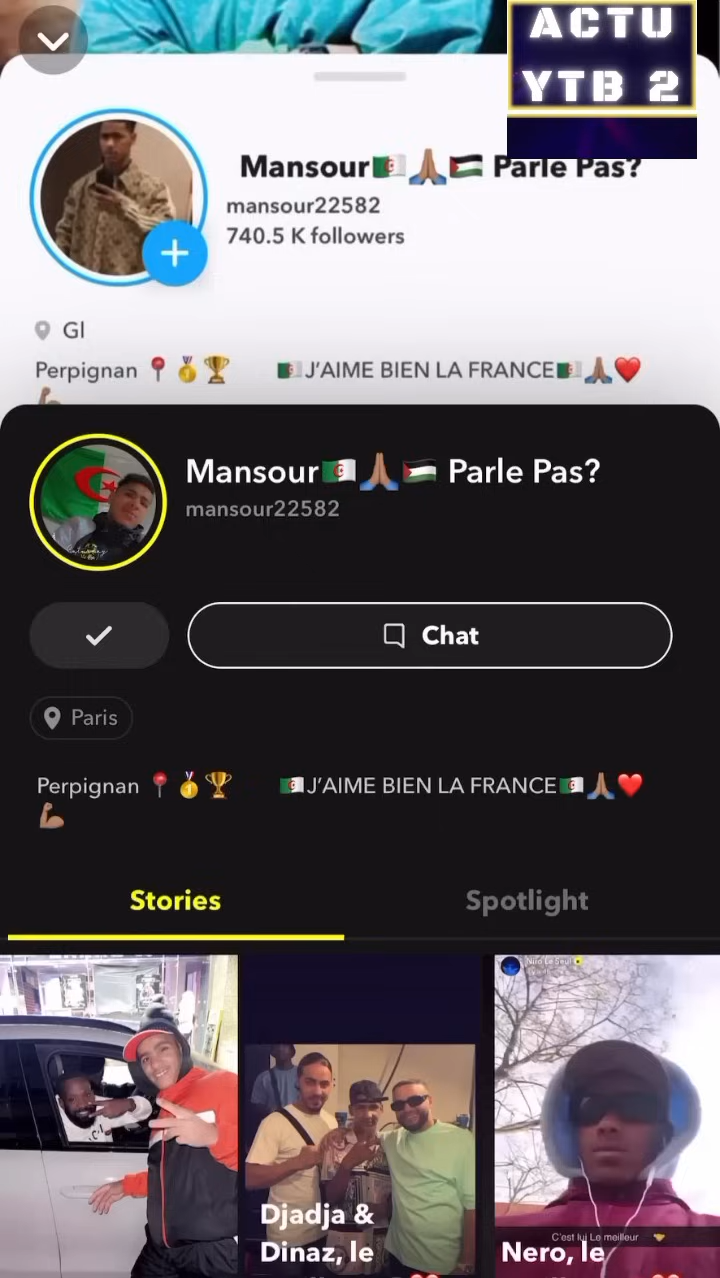 ACTU
YTB 2
Mansour🇩🇿🙏🏽🇵🇸 Parle Pas?
mansour22582
740.5 K followers
Gl
Perpignan 📍🥇🏆 🇩🇿J'AIME BIEN LA FRANCE🇩🇿🙏🏽❤️
💪🏽
Mansour🇩🇿🙏🏽🇵🇸 Parle Pas?
mansour22582
Chat
Paris
Perpignan 📍🥇🏆 🇩🇿J'AIME BIEN LA FRANCE🇩🇿🙏🏽❤️
💪🏽
Stories
Spotlight
Djadja &
Dinaz, le
C'est lui Le meilleur
Nero, le